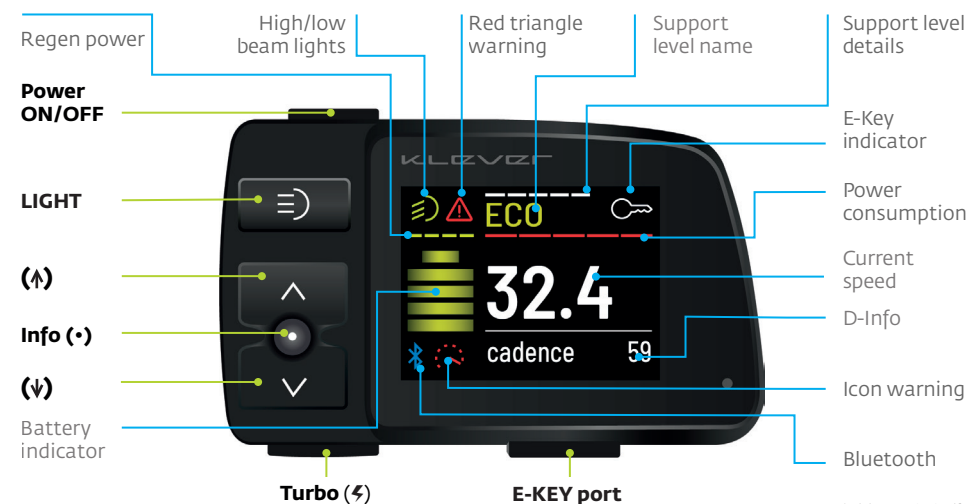 Regen power
High/low
beam lights
Red triangle
warning
Support
level name
Support level
details
Power
ON/OFF
E-Key
indicator
KLEVER
LIGHT
ECO
Power
consumption
(↑)
32.4
Current
speed
Info (•)
cadence 59
D-Info
(↓)
Icon warning
Battery
indicator
Bluetooth
Turbo (⚡)
E-KEY port